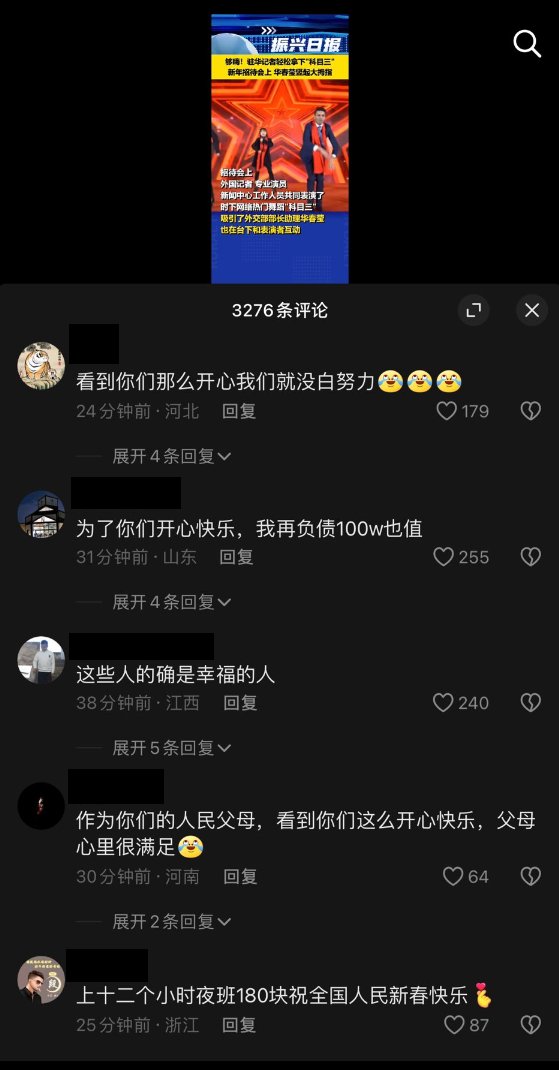 振兴日报
够嗨！驻华记者轻松拿下“科目三”
新年招待会上 华春莹竖起大拇指
招待会上
外国记者 专业演员
新闻中心工作人员共同表演了
时下网络热门舞蹈“科目三”
吸引了外交部部长助理华春莹
也在台下和表演者互动
3276条评论
看到你们那么开心我们就没白努力😂😂😂
24分钟前·河北 回复 179
展开4条回复
为了你们开心快乐，我再负债100w也值
31分钟前·山东 回复 255
展开4条回复
这些人的确是幸福的人
38分钟前·江西 回复 240
展开5条回复
作为你们的人民父母，看到你们这么开心快乐，父母
心里很满足😂
30分钟前·河南 回复 64
展开2条回复
上十二个小时夜班180块祝全国人民新春快乐
25分钟前·浙江 回复 87